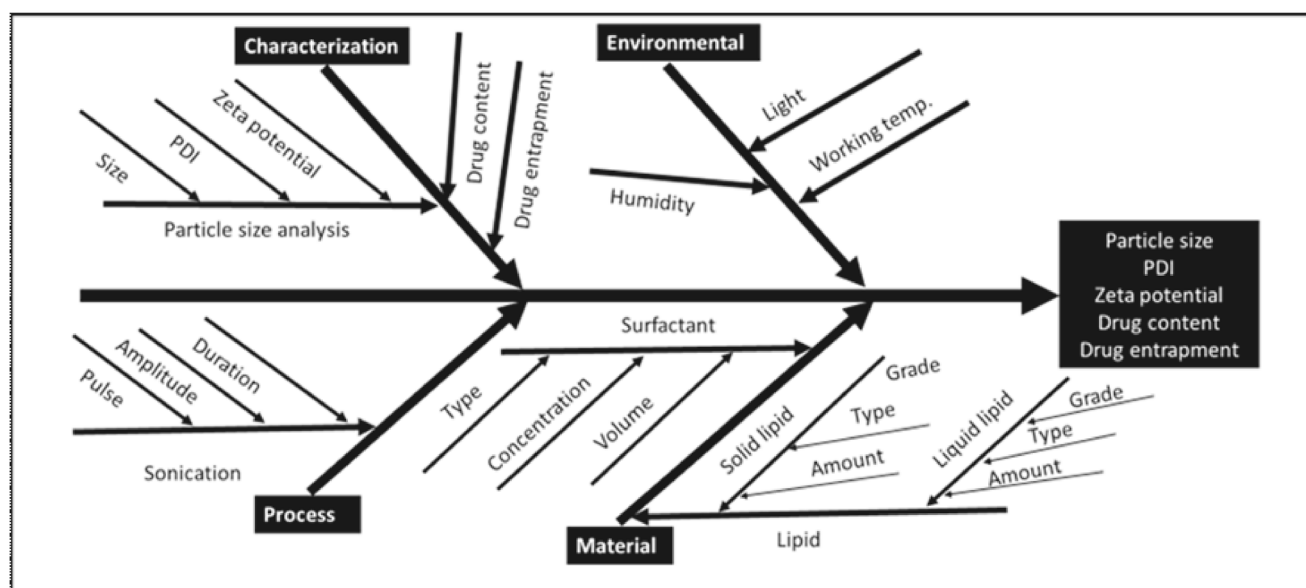 Characterization
Environmental
Size
PDI
Zeta potential
Particle size analysis
Drug content
Drug entrapment
Light
Working temp.
Humidity
Particle size
PDI
Zeta potential
Drug content
Drug entrapment
Pulse
Amplitude
Duration
Sonication
Process
Surfactant
Type
Concentration
Volume
Material
Solid lipid
Grade
Type
Amount
Liquid lipid
Grade
Type
Amount
Lipid